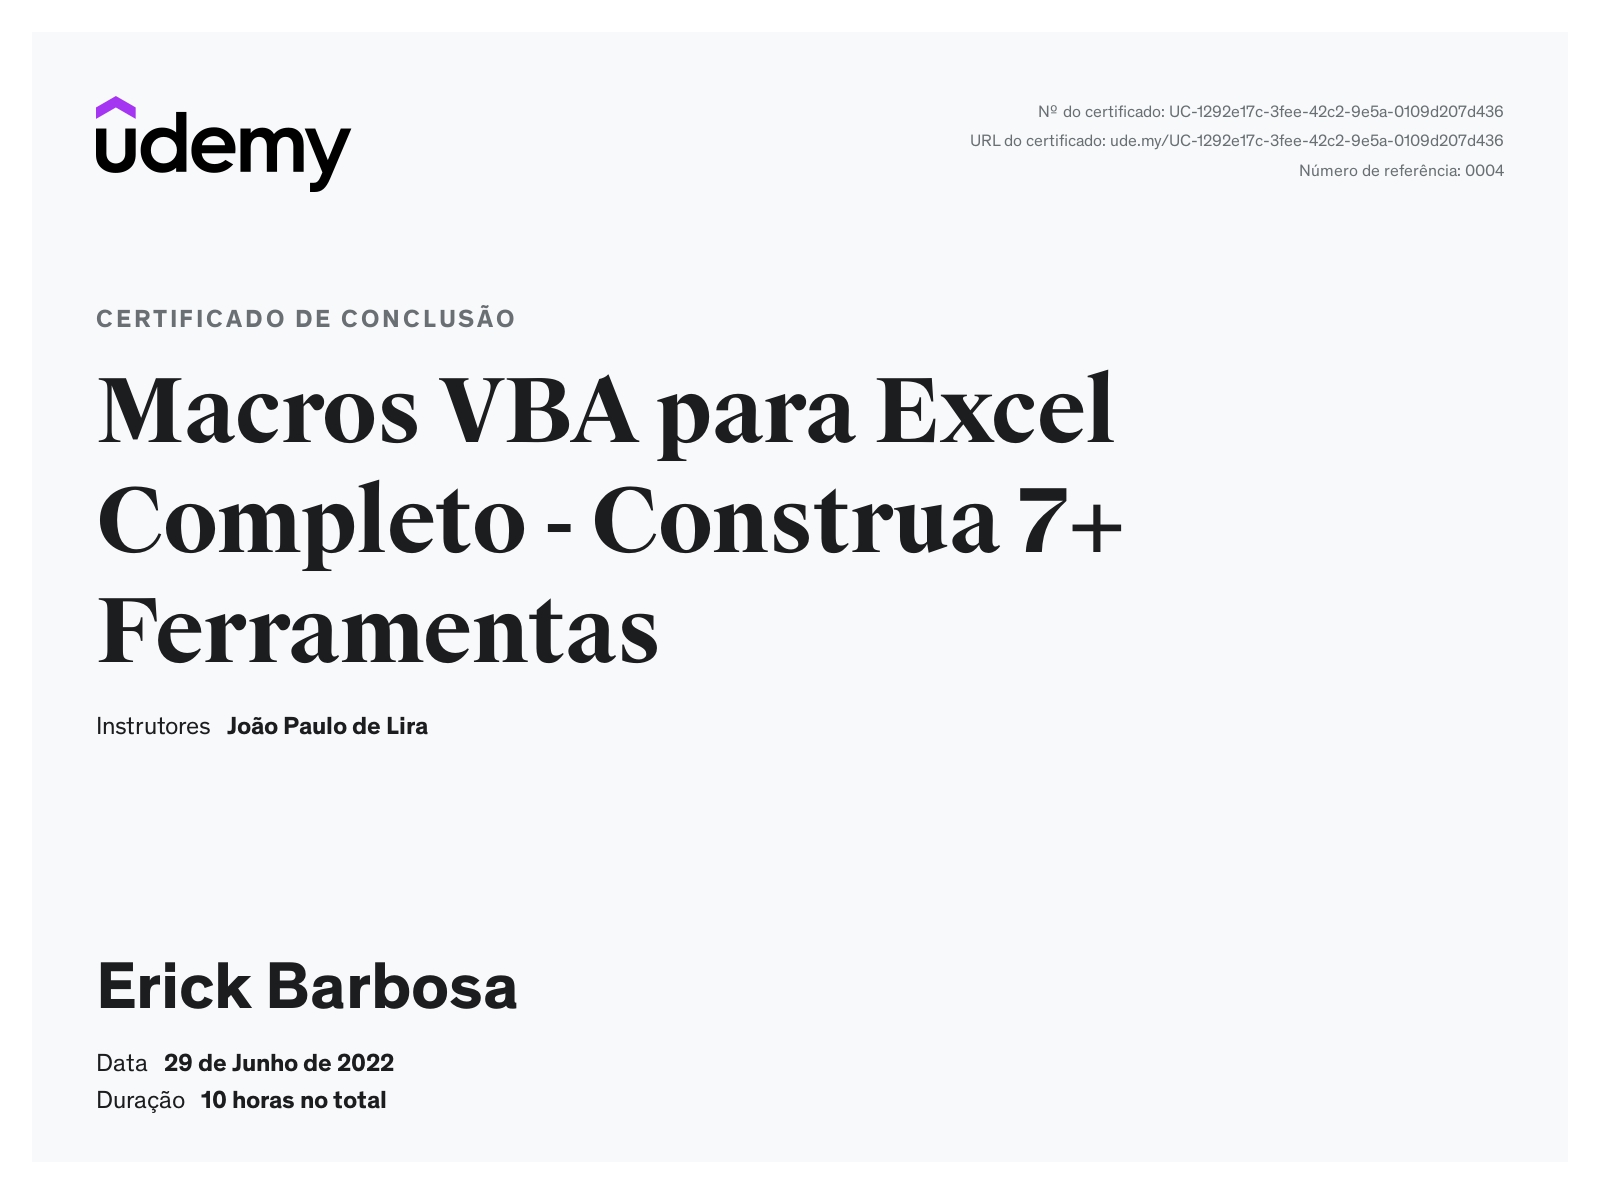 udemy
Nº do certificado: UC-1292e17c-3fee-42c2-9e5a-0109d207d436
URL do certificado: ude.my/UC-1292e17c-3fee-42c2-9e5a-0109d207d436
Número de referência: 0004
CERTIFICADO DE CONCLUSÃO
Macros VBA para Excel
Completo - Construa 7+
Ferramentas
Instrutores João Paulo de Lira
Erick Barbosa
Data 29 de Junho de 2022
Duração 10 horas no total